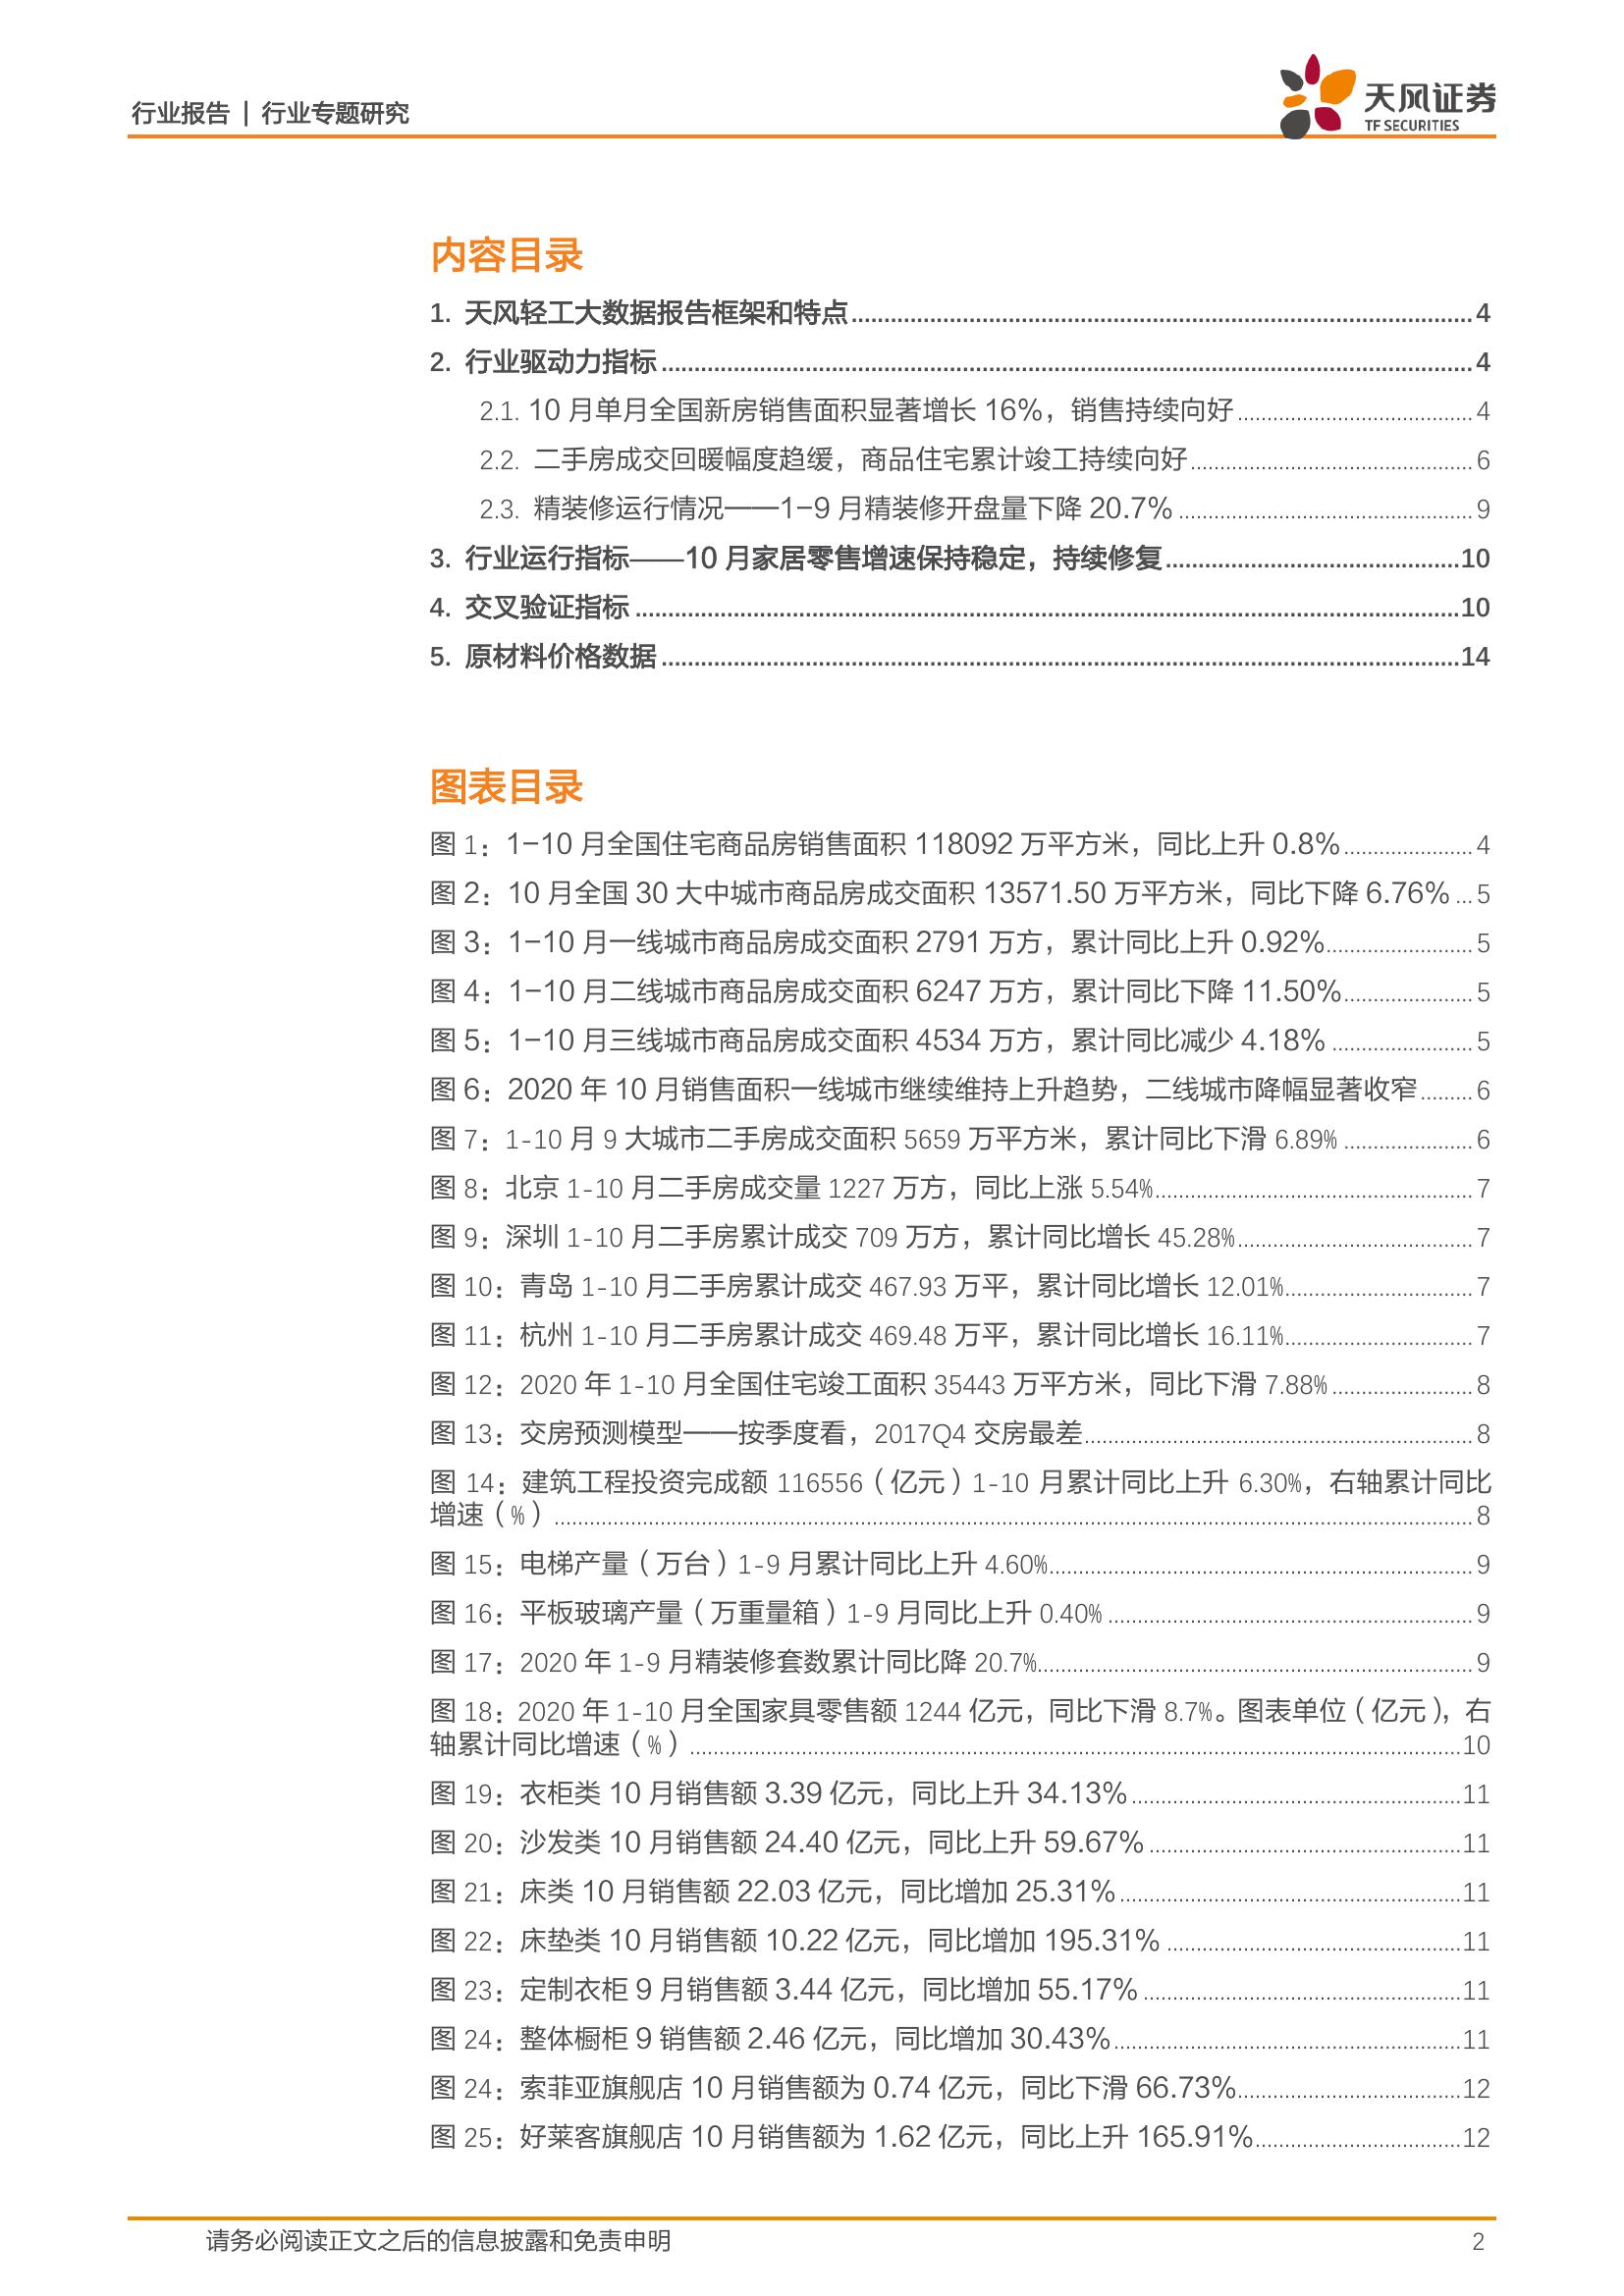 行业报告 | 行业专题研究
天风证券
TF SECURITIES
内容目录
1. 天风轻工大数据报告框架和特点 4
2. 行业驱动力指标 4
2.1. 10 月单月全国新房销售面积显著增长 16%，销售持续向好 4
2.2. 二手房成交回暖幅度趋缓，商品住宅累计竣工持续向好 6
2.3. 精装修运行情况——1-9 月精装修开盘量下降 20.7% 9
3. 行业运行指标——10 月家居零售增速保持稳定，持续修复 10
4. 交叉验证指标 10
5. 原材料价格数据 14
图表目录
图 1：1-10 月全国住宅商品房销售面积 118092 万平方米，同比上升 0.8% 4
图 2：10 月全国 30 大中城市商品房成交面积 13571.50 万平方米，同比下降 6.76% 5
图 3：1-10 月一线城市商品房成交面积 2791 万方，累计同比上升 0.92% 5
图 4：1-10 月二线城市商品房成交面积 6247 万方，累计同比下降 11.50% 5
图 5：1-10 月三线城市商品房成交面积 4534 万方，累计同比减少 4.18% 5
图 6：2020 年 10 月销售面积一线城市继续维持上升趋势，二线城市降幅显著收窄 6
图 7：1-10 月 9 大城市二手房成交面积 5659 万平方米，累计同比下滑 6.89% 6
图 8：北京 1-10 月二手房成交量 1227 万方，同比上涨 5.54% 7
图 9：深圳 1-10 月二手房累计成交 709 万方，累计同比增长 45.28% 7
图 10：青岛 1-10 月二手房累计成交 467.93 万平，累计同比增长 12.01% 7
图 11：杭州 1-10 月二手房累计成交 469.48 万平，累计同比增长 16.11% 7
图 12：2020 年 1-10 月全国住宅竣工面积 35443 万平方米，同比下滑 7.88% 8
图 13：交房预测模型——按季度看，2017Q4 交房最差 8
图 14：建筑工程投资完成额 116556（亿元）1-10 月累计同比上升 6.30%，右轴累计同比
增速（%） 8
图 15：电梯产量（万台）1-9 月累计同比上升 4.60% 9
图 16：平板玻璃产量（万重量箱）1-9 月同比上升 0.40% 9
图 17：2020 年 1-9 月精装修套数累计同比降 20.7% 9
图 18：2020 年 1-10 月全国家具零售额 1244 亿元，同比下滑 8.7%。图表单位（亿元），右
轴累计同比增速（%） 10
图 19：衣柜类 10 月销售额 3.39 亿元，同比上升 34.13% 11
图 20：沙发类 10 月销售额 24.40 亿元，同比上升 59.67% 11
图 21：床类 10 月销售额 22.03 亿元，同比增加 25.31% 11
图 22：床垫类 10 月销售额 10.22 亿元，同比增加 195.31% 11
图 23：定制衣柜 9 月销售额 3.44 亿元，同比增加 55.17% 11
图 24：整体橱柜 9 销售额 2.46 亿元，同比增加 30.43% 11
图 24：索菲亚旗舰店 10 月销售额为 0.74 亿元，同比下滑 66.73% 12
图 25：好莱客旗舰店 10 月销售额为 1.62 亿元，同比上升 165.91% 12
请务必阅读正文之后的信息披露和免责申明 2